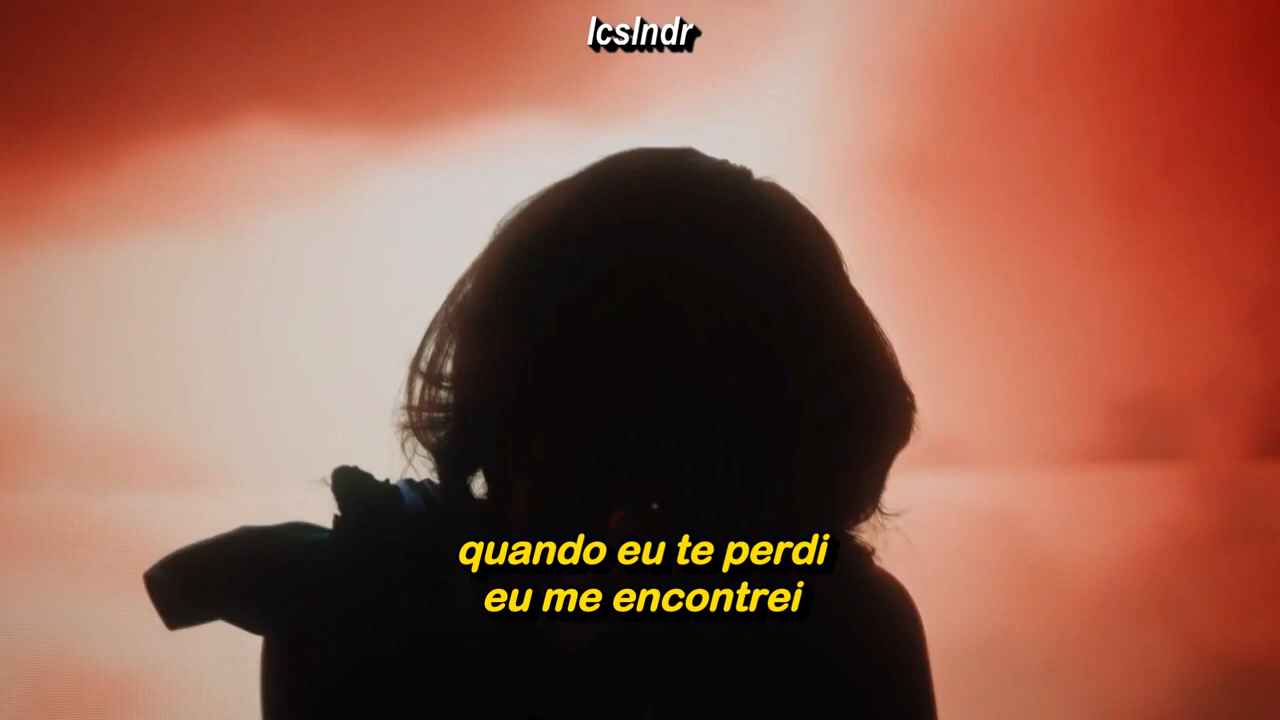 lcslndr
quando eu te perdi
eu me encontrei